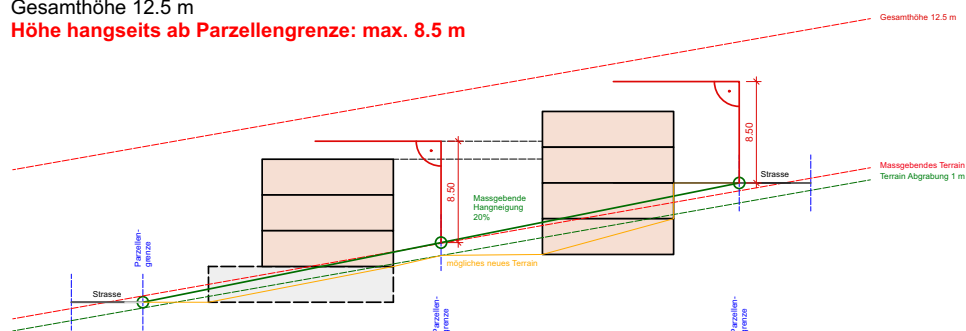 Gesamthöhe 12.5 m
Höhe hangseits ab Parzellengrenze: max. 8.5 m
Gesamthöhe 12.5 m
8.50
Strasse
Massgebendes Terrain
Terrain Abgrabung 1 m
8.50
Massgebende
Hangneigung
20%
Parzellen-
grenze
mögliches neues Terrain
Strasse
Parzellen-
grenze
Parzellen-
grenze